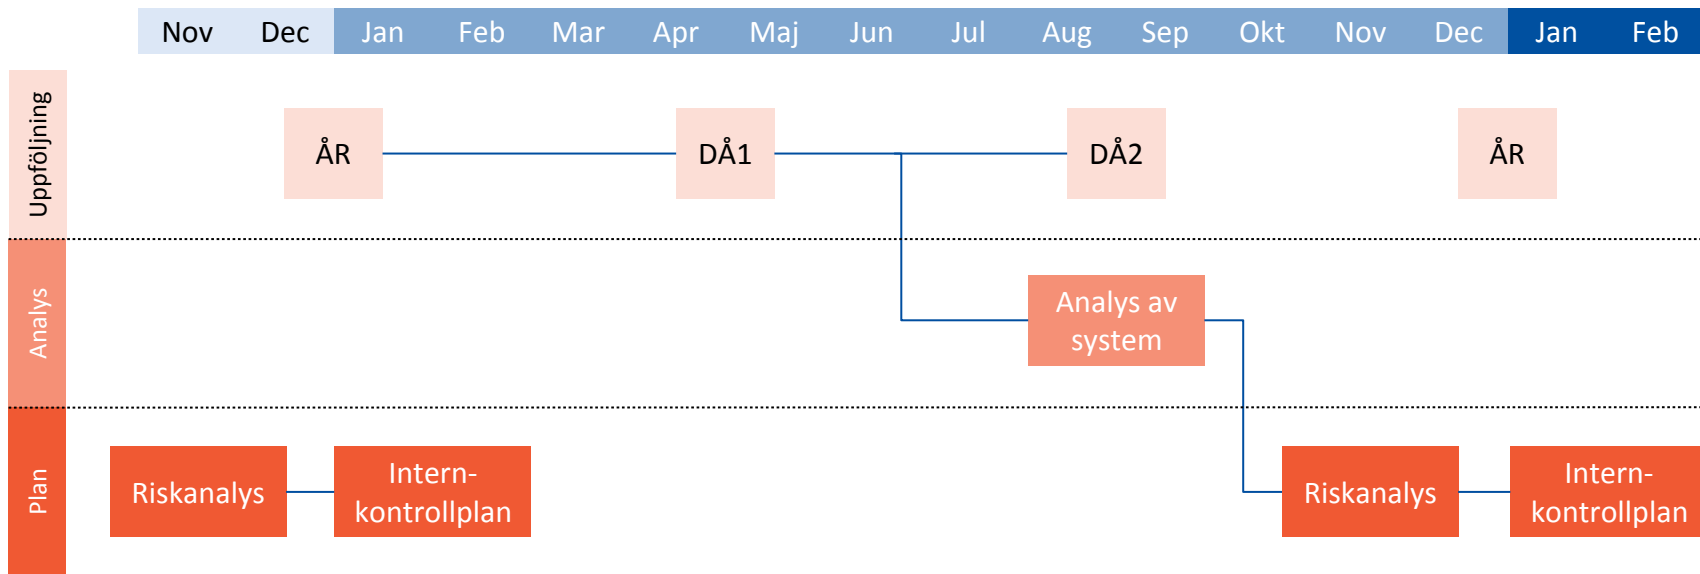 Nov Dec Jan Feb Mar Apr Maj Jun Jul Aug Sep Okt Nov Dec Jan Feb
Uppföljning
ÅR DÅ1 DÅ2 ÅR
Analys
Analys av
system
Plan
Riskanalys
Intern-
kontrollplan
Riskanalys
Intern-
kontrollplan